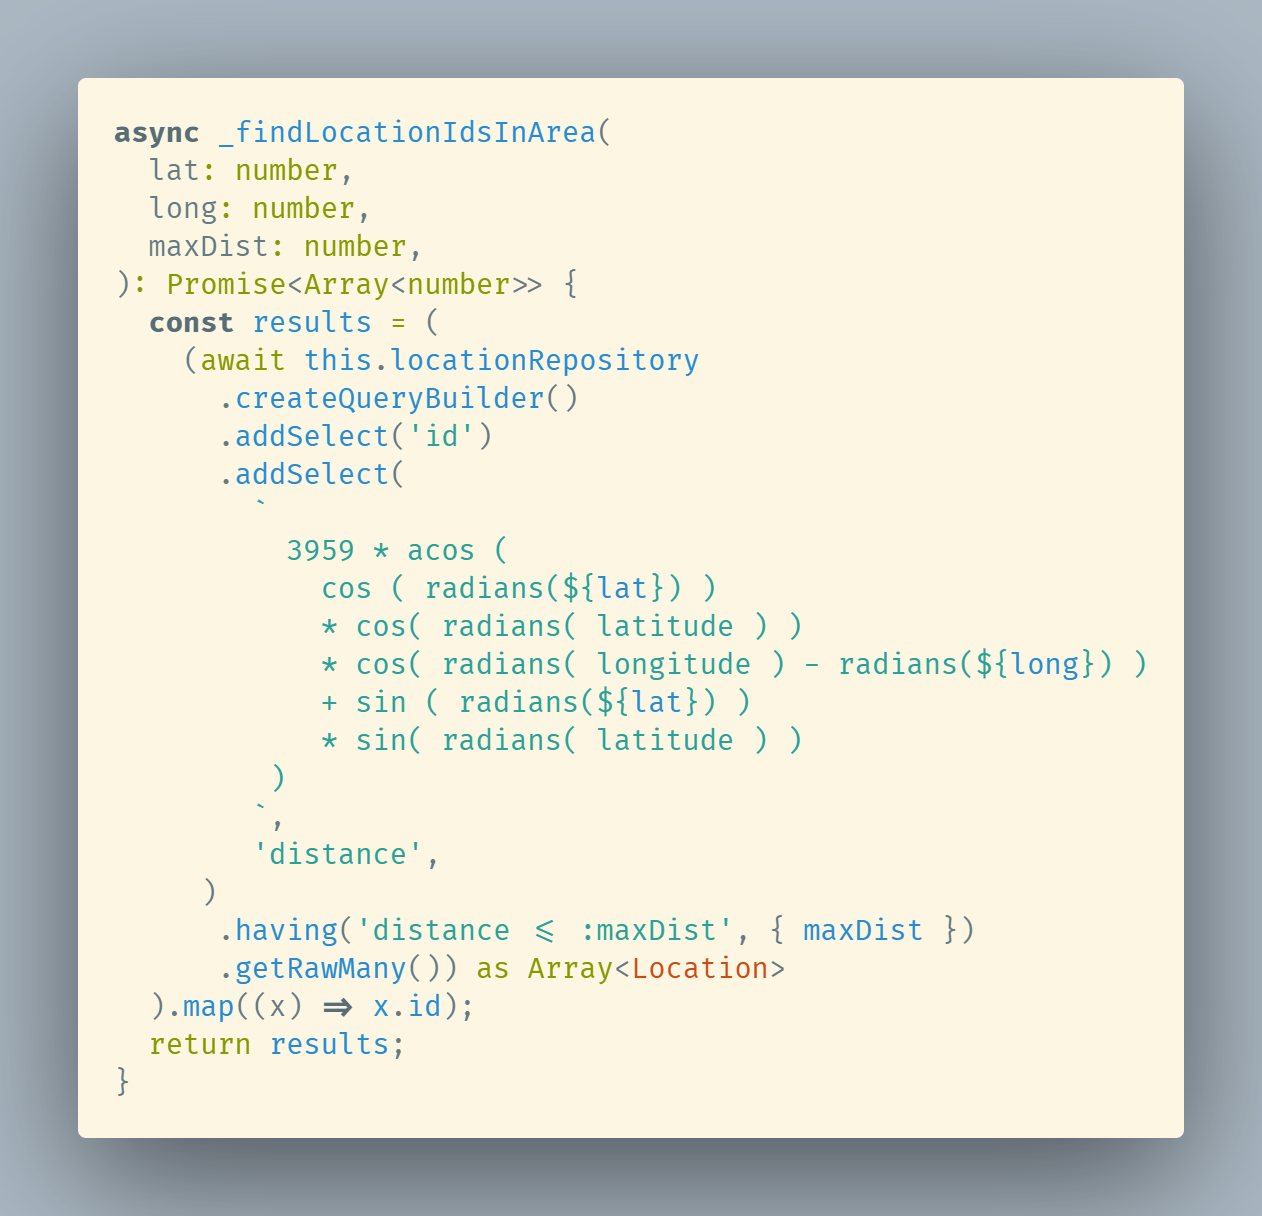 async _findLocationIdsInArea(
  lat: number,
  long: number,
  maxDist: number,
): Promise<Array<number>> {
  const results = (
    (await this.locationRepository
      .createQueryBuilder()
      .addSelect('id')
      .addSelect(
        `
          3959 * acos (
            cos ( radians(${lat}) )
            * cos( radians( latitude ) )
            * cos( radians( longitude ) - radians(${long}) )
            + sin ( radians(${lat}) )
            * sin( radians( latitude ) )
         )
        `,
        'distance',
     )
      .having('distance <= :maxDist', { maxDist })
      .getRawMany()) as Array<Location>
  ).map((x) => x.id);
  return results;
}